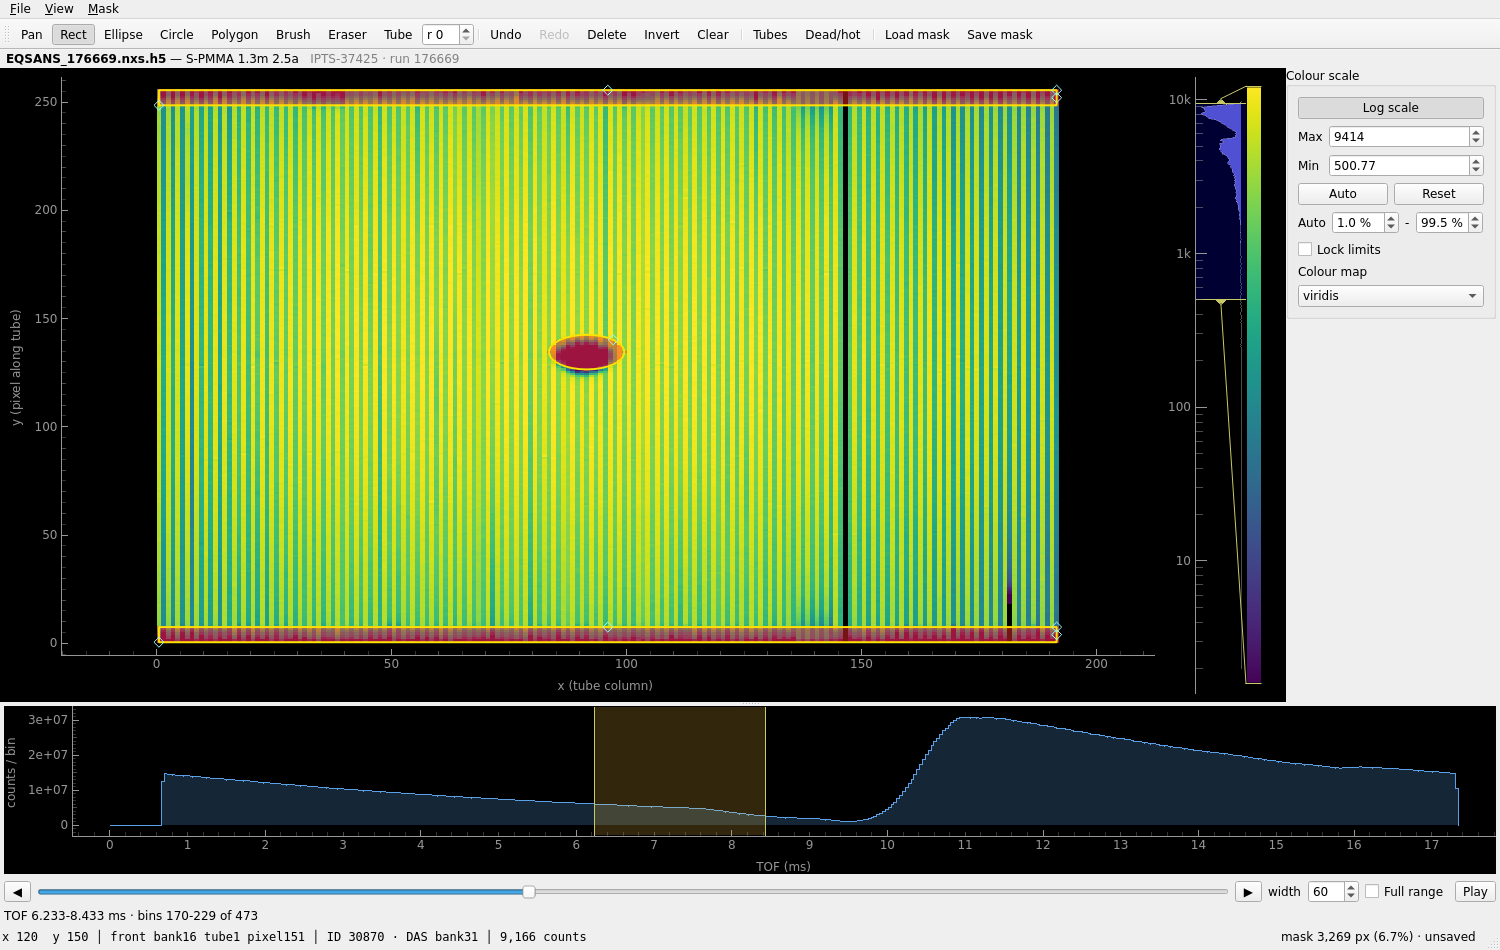 File View Mask
Pan Rect Ellipse Circle Polygon Brush Eraser Tube r 0 Undo Redo Delete Invert Clear Tubes Dead/hot Load mask Save mask
EQSANS_176669.nxs.h5 — S-PMMA 1.3m 2.5a IPTS-37425 · run 176669
Colour scale
Log scale
Max 9414
Min 500.77
Auto Reset
Auto 1.0 % - 99.5 %
Lock limits
Colour map
viridis
y (pixel along tube)
250
200
150
100
50
0
0 50 100 150 200
x (tube column)
10k
1k
100
10
counts / bin
3e+07
2e+07
1e+07
0
0 1 2 3 4 5 6 7 8 9 10 11 12 13 14 15 16 17
TOF (ms)
◀ ▶ width 60 Full range Play
TOF 6.233-8.433 ms · bins 170-229 of 473
x 120 y 150 │ front bank16 tube1 pixel151 │ ID 30870 · DAS bank31 │ 9,166 counts
mask 3,269 px (6.7%) · unsaved